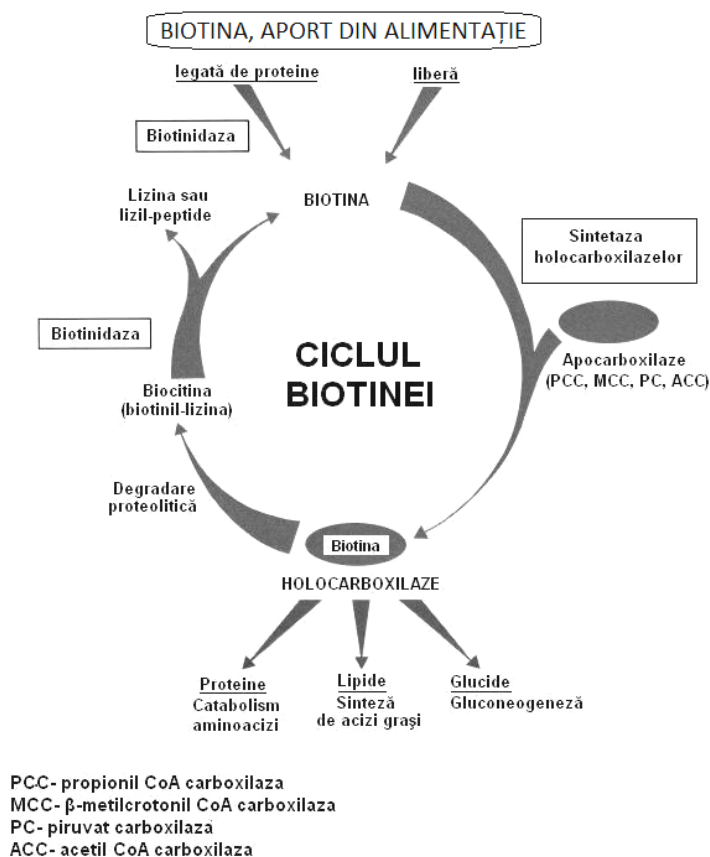 BIOTINA, APORT DIN ALIMENTAȚIE
legată de proteine
liberă
Biotinidaza
Lizina sau
lizil-peptide
BIOTINA
Sintetaza
holocarboxilazelor
Biotinidaza
CICLUL
BIOTINEI
Apocarboxilaze
(PCC, MCC, PC, ACC)
Biocitina
(biotinil-lizina)
Degradare
proteolitică
Biotina
HOLOCARBOXILAZE
Proteine
Catabolism
aminoacizi
Lipide
Sinteză
de acizi grași
Glucide
Gluconeogeneză
PCC- propionil CoA carboxilaza
MCC- β-metilcrotonil CoA carboxilaza
PC- piruvat carboxilaza
ACC- acetil CoA carboxilaza